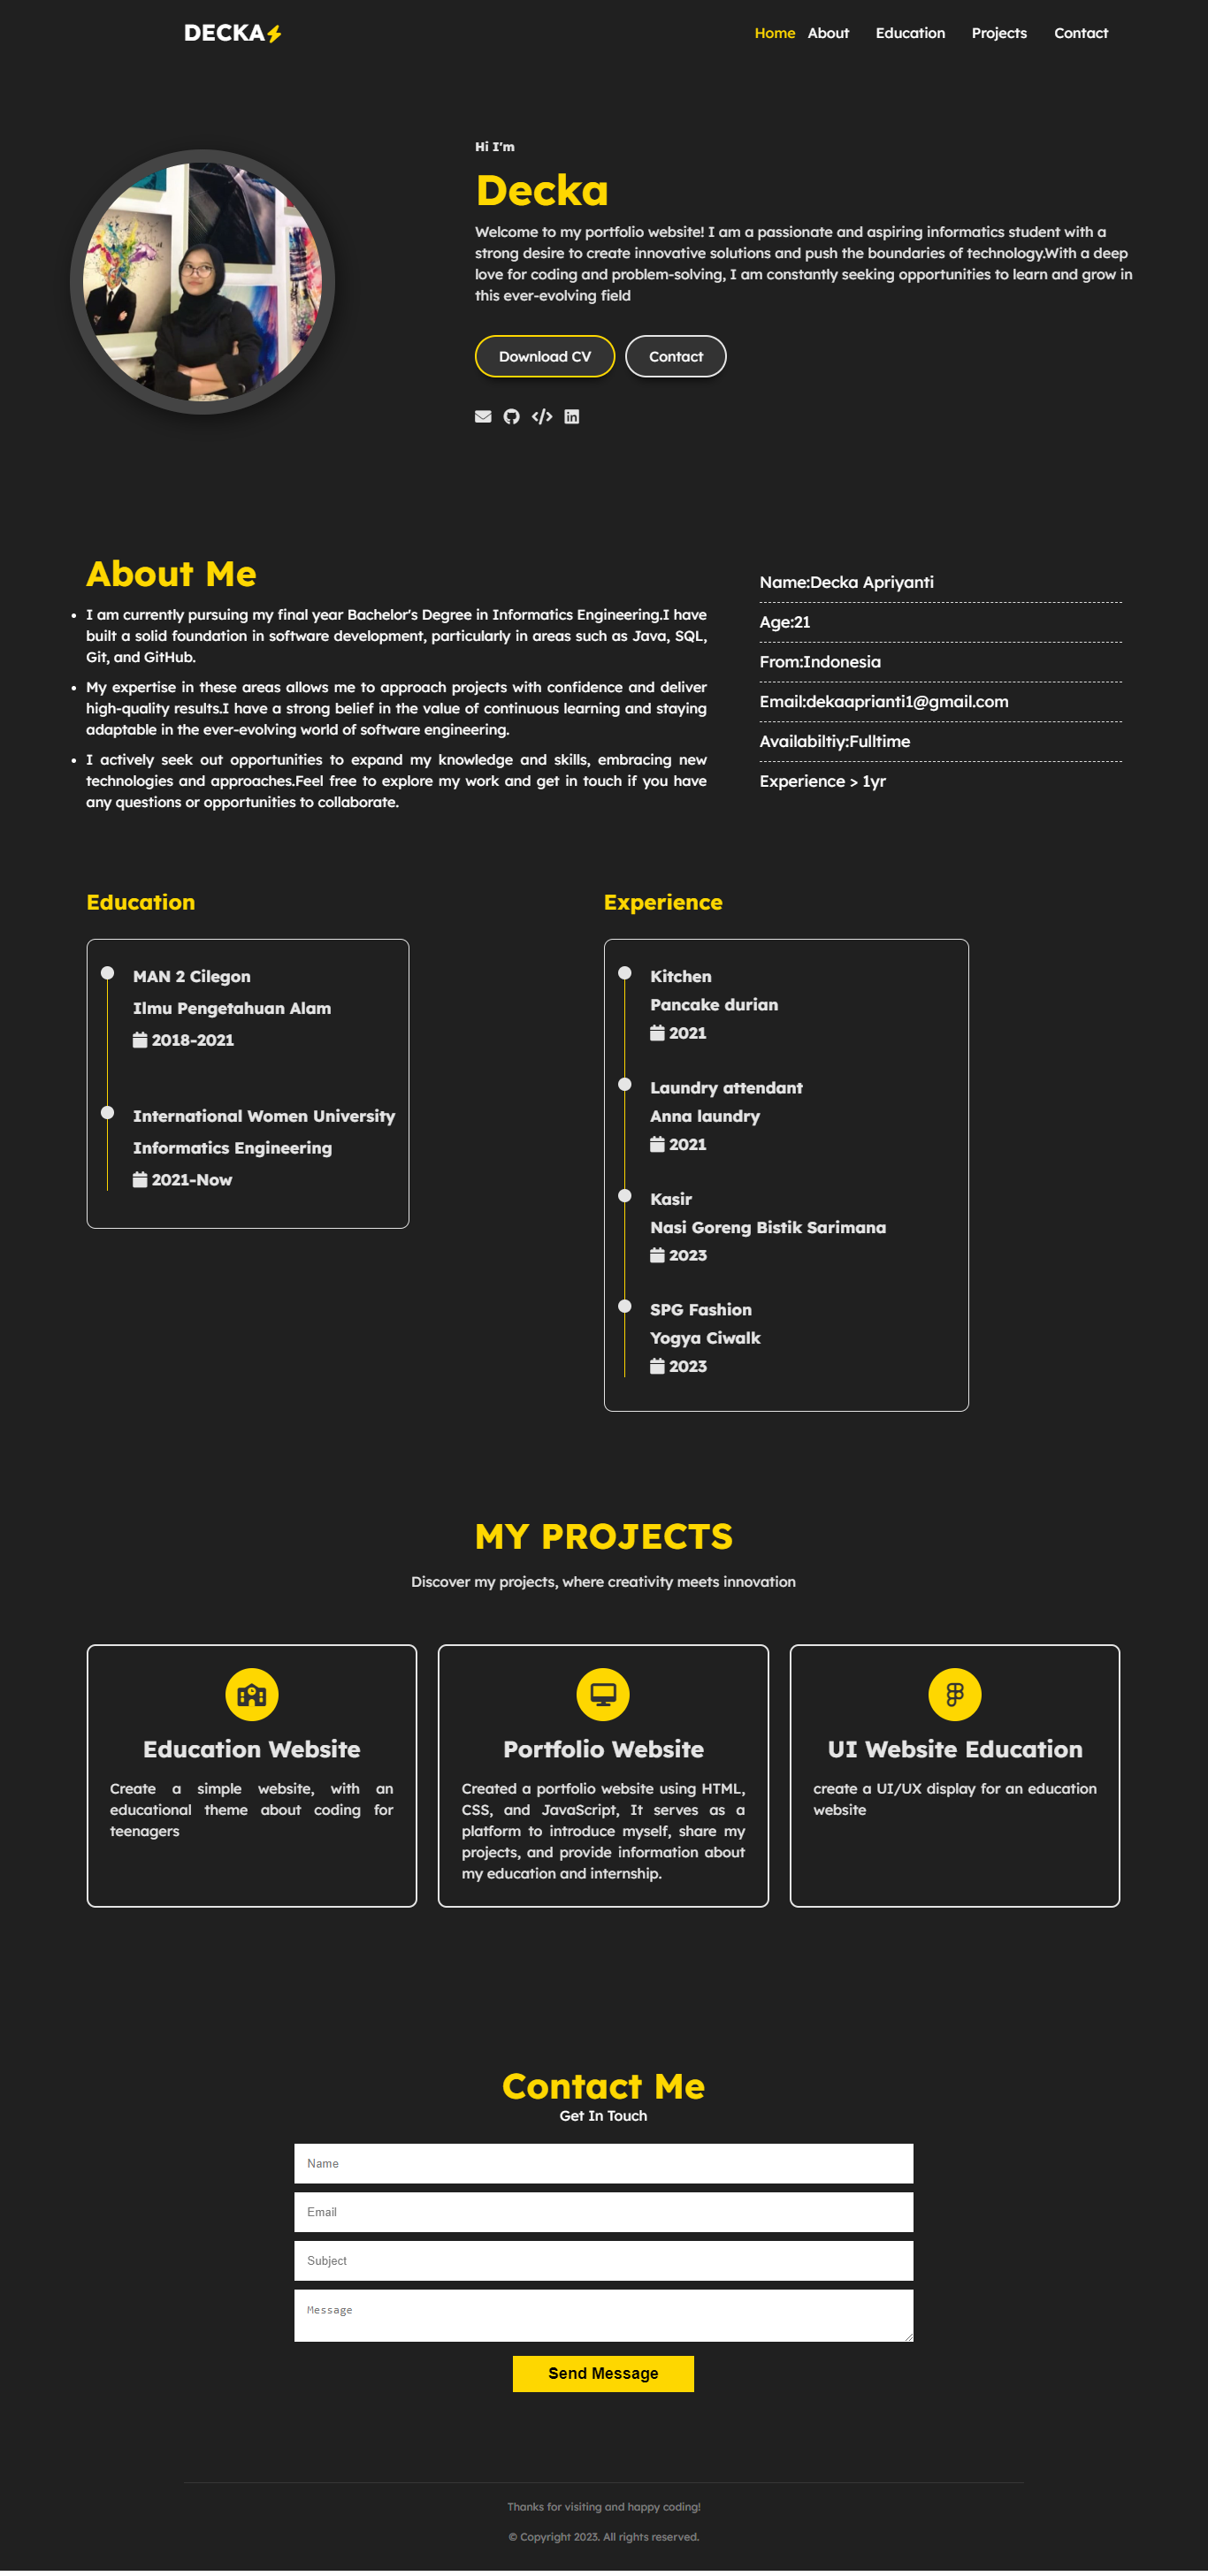 DECKA
Home About Education Projects Contact
Hi I'm
Decka
Welcome to my portfolio website! I am a passionate and aspiring informatics student with a
strong desire to create innovative solutions and push the boundaries of technology.With a deep
love for coding and problem-solving, I am constantly seeking opportunities to learn and grow in
this ever-evolving field
Download CV Contact
About Me
• I am currently pursuing my final year Bachelor's Degree in Informatics Engineering.I have
built a solid foundation in software development, particularly in areas such as Java, SQL,
Git, and GitHub.
• My expertise in these areas allows me to approach projects with confidence and deliver
high-quality results.I have a strong belief in the value of continuous learning and staying
adaptable in the ever-evolving world of software engineering.
• I actively seek out opportunities to expand my knowledge and skills, embracing new
technologies and approaches.Feel free to explore my work and get in touch if you have
any questions or opportunities to collaborate.
Name:Decka Apriyanti
Age:21
From:Indonesia
Email:dekaaprianti1@gmail.com
Availabiltiy:Fulltime
Experience > 1yr
Education
MAN 2 Cilegon
Ilmu Pengetahuan Alam
2018-2021
International Women University
Informatics Engineering
2021-Now
Experience
Kitchen
Pancake durian
2021
Laundry attendant
Anna laundry
2021
Kasir
Nasi Goreng Bistik Sarimana
2023
SPG Fashion
Yogya Ciwalk
2023
MY PROJECTS
Discover my projects, where creativity meets innovation
Education Website
Create a simple website, with an
educational theme about coding for
teenagers
Portfolio Website
Created a portfolio website using HTML,
CSS, and JavaScript, It serves as a
platform to introduce myself, share my
projects, and provide information about
my education and internship.
UI Website Education
create a UI/UX display for an education
website
Contact Me
Get In Touch
Name
Email
Subject
Message
Send Message
Thanks for visiting and happy coding!
© Copyright 2023. All rights reserved.